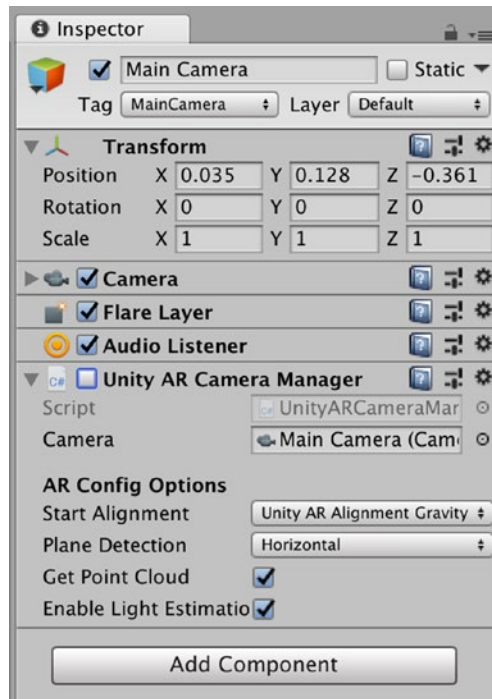 Inspector
Main Camera Static
Tag MainCamera Layer Default
Transform
Position X 0.035 Y 0.128 Z -0.361
Rotation X 0 Y 0 Z 0
Scale X 1 Y 1 Z 1
Camera
Flare Layer
Audio Listener
C# Unity AR Camera Manager
Script UnityARCameraMar
Camera Main Camera (Cam
AR Config Options
Start Alignment Unity AR Alignment Gravity
Plane Detection Horizontal
Get Point Cloud
Enable Light Estimatio
Add Component